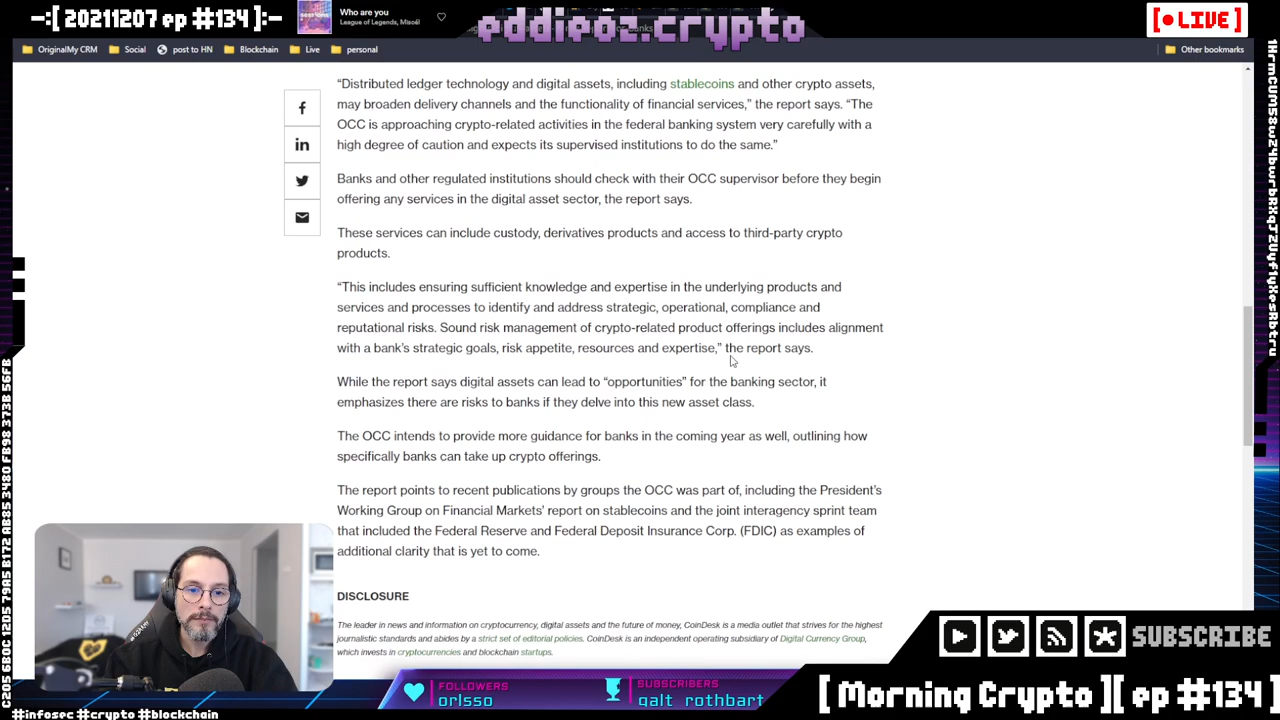 -:[ 20211207 ep #134 ]:-
Who are you
League of Legends, Misoél
eddieoz.crypto
[●LIVE]
OriginalMy CRM
Social
post to HN
Blockchain
Live
personal
Other bookmarks
“Distributed ledger technology and digital assets, including stablecoins and other crypto assets,
may broaden delivery channels and the functionality of financial services,” the report says. “The
OCC is approaching crypto-related activities in the federal banking system very carefully with a
high degree of caution and expects its supervised institutions to do the same.”
Banks and other regulated institutions should check with their OCC supervisor before they begin
offering any services in the digital asset sector, the report says.
These services can include custody, derivatives products and access to third-party crypto
products.
“This includes ensuring sufficient knowledge and expertise in the underlying products and
services and processes to identify and address strategic, operational, compliance and
reputational risks. Sound risk management of crypto-related product offerings includes alignment
with a bank’s strategic goals, risk appetite, resources and expertise,” the report says.
While the report says digital assets can lead to “opportunities” for the banking sector, it
emphasizes there are risks to banks if they delve into this new asset class.
The OCC intends to provide more guidance for banks in the coming year as well, outlining how
specifically banks can take up crypto offerings.
The report points to recent publications by groups the OCC was part of, including the President’s
Working Group on Financial Markets’ report on stablecoins and the joint interagency sprint team
that included the Federal Reserve and Federal Deposit Insurance Corp. (FDIC) as examples of
additional clarity that is yet to come.
DISCLOSURE
The leader in news and information on cryptocurrency, digital assets and the future of money, CoinDesk is a media outlet that strives for the highest
journalistic standards and abides by a strict set of editorial policies. CoinDesk is an independent operating subsidiary of Digital Currency Group,
which invests in cryptocurrencies and blockchain startups.
SUBSCRIBE
FOLLOWERS
orlsso
SUBSCRIBERS
galt_rothbart
[ Morning Crypto ][ ep #134 ]
#infosec #crypto #blockchain